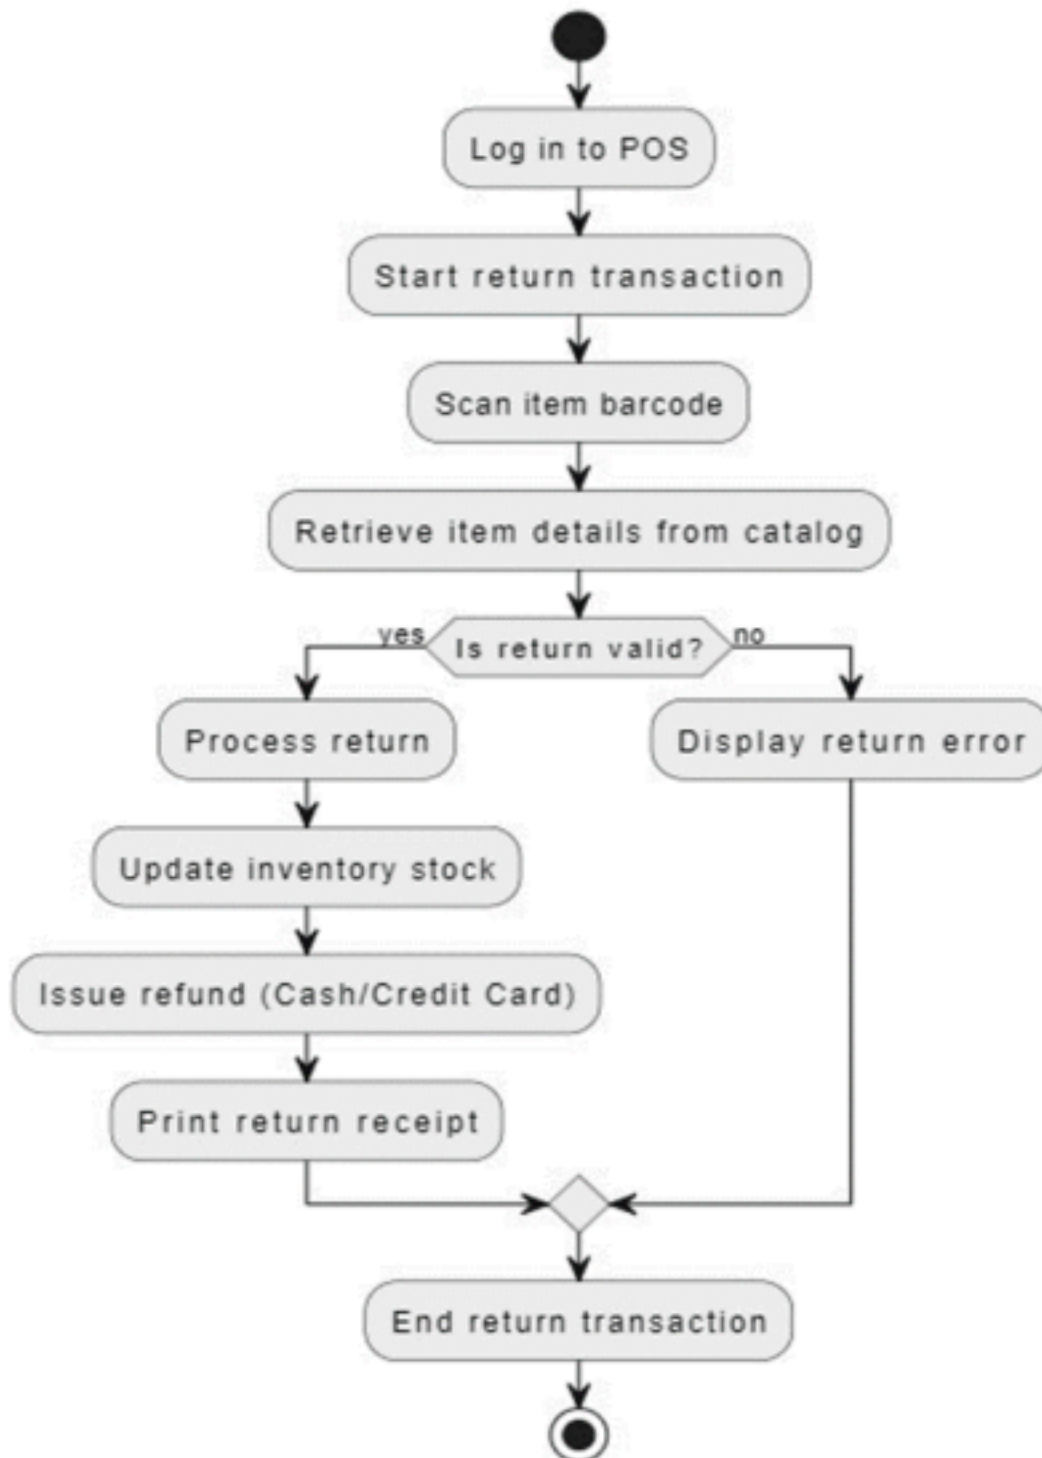 Log in to POS
Start return transaction
Scan item barcode
Retrieve item details from catalog
yes
Is return valid?
no
Process return
Display return error
Update inventory stock
Issue refund (Cash/Credit Card)
Print return receipt
End return transaction